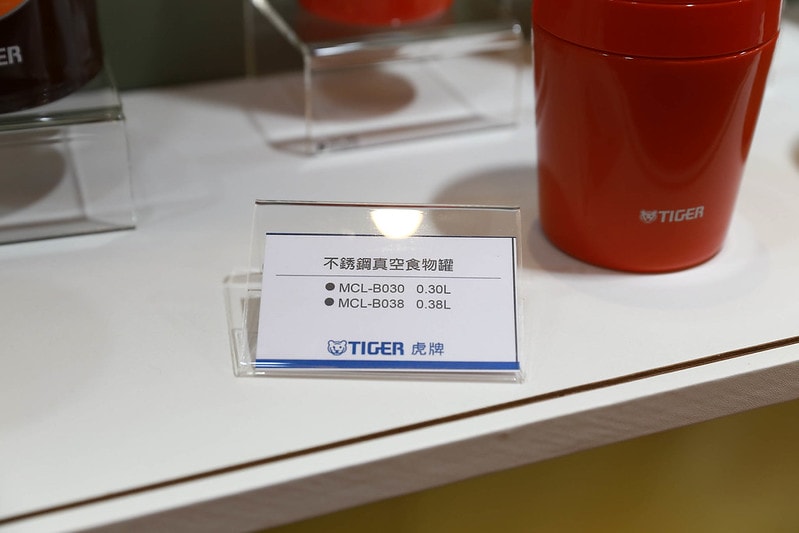 ER
TIGER
不銹鋼真空食物罐
● MCL-B030 0.30L
● MCL-B038 0.38L
TIGER 虎牌